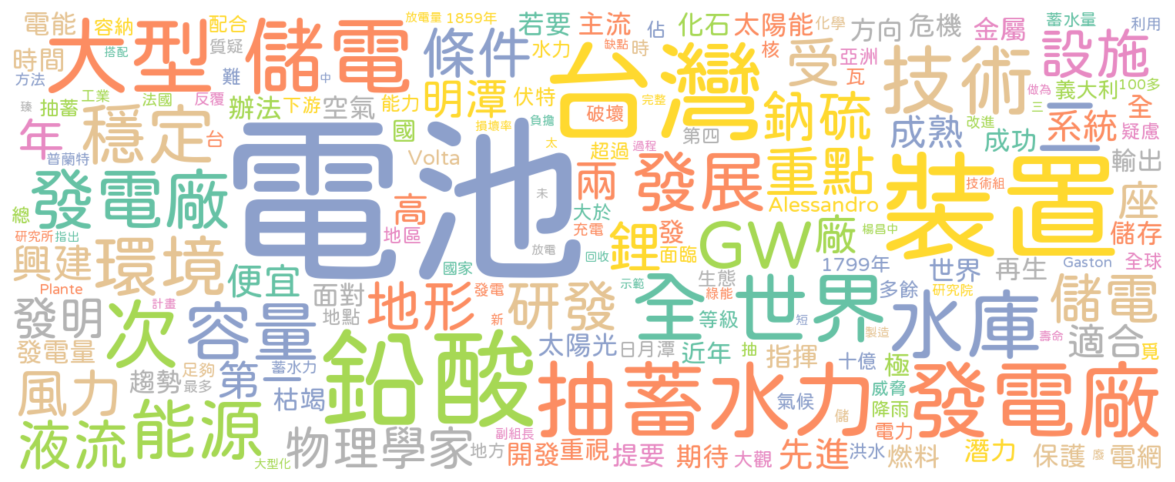 電能 容納 配合 放電量 1859年 若要 主流 佔 化石 太陽能 化學 方向 危機 金屬 蓄水量 利用
大型 儲電 條件 水力 缺點 時 核 受 亞洲 技術 設施
時間 搭配 質疑 難 中 台灣 瓦
方法 抽蓄 工業 法國 反覆 辦法 下游 空氣 能力 明潭 伏特 破壞 完整 鈉硫 做為 義大利 100多
臻 年 穩定 台 國 損壞率 負擔 第四 成熟 改進 三 系統 全 疑慮
普蘭特 電池 Volta 太 超過 過程 重點 成功 二 輸出
總 發電廠 高 兩 發展 Alessandro 裝置 技術組 座
研究所 指出 地區 未 大於 充電 鋰 發 GW 廠 楊昌中 儲存
興建 環境 便宜 國家 放電 回收 面臨 1799年 世界 再生 Gaston 全球
Plante 計畫 面對 地形 發電 研發 示範 綠能 生態 多餘 研究院 儲電
發明 次 容量 地點 新 全世界 等級 短 水庫 製造 壽命 適合 覓
發電量 趨勢 足夠 最多 第一 蓄水力 鉛酸 太陽光 日月潭 近年 抽 指揮 十億 極
風力 枯竭 抽蓄水力 氣候 威脅 降雨 發電廠
液流 能源 物理學家 副組長 地方 儲 電力
大型化 開發 重視 提要 期待 大觀 先進 洪水 燃料 潛力 保護 廢 電網